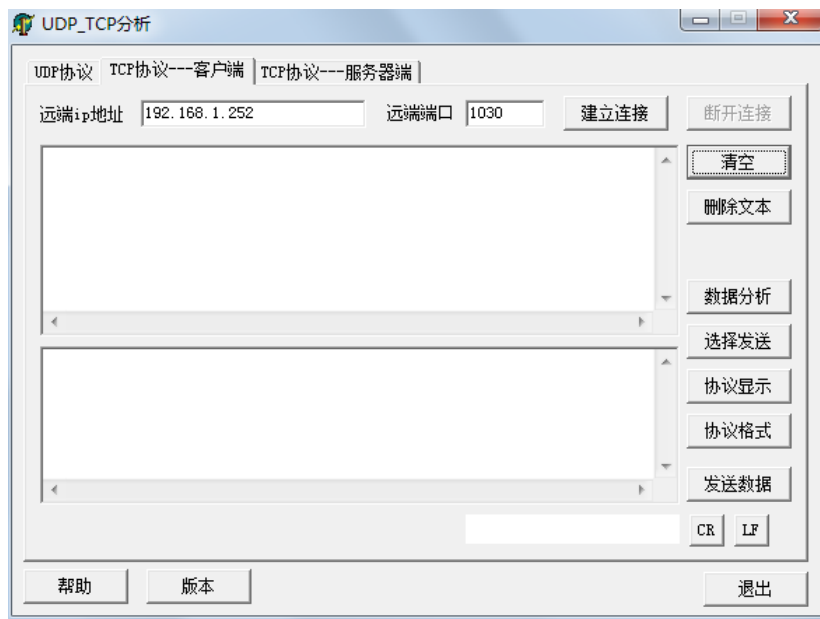 UDP_TCP分析
UDP协议 TCP协议---客户端 TCP协议---服务器端
远端ip地址 192.168.1.252 远端端口 1030 建立连接 断开连接
清空
删除文本
数据分析
选择发送
协议显示
协议格式
发送数据
CR LF
帮助 版本 退出